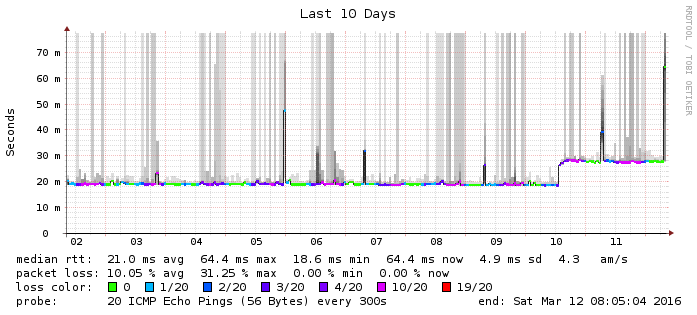 Last 10 Days
RRDTOOL / TOBI OETIKER
Seconds
70 m
60 m
50 m
40 m
30 m
20 m
10 m
0
02 03 04 05 06 07 08 09 10 11
median rtt: 21.0 ms avg 64.4 ms max 18.6 ms min 64.4 ms now 4.9 ms sd 4.3 am/s
packet loss: 10.05 % avg 31.25 % max 0.00 % min 0.00 % now
loss color: 0 1/20 2/20 3/20 4/20 10/20 19/20
probe: 20 ICMP Echo Pings (56 Bytes) every 300s end: Sat Mar 12 08:05:04 2016